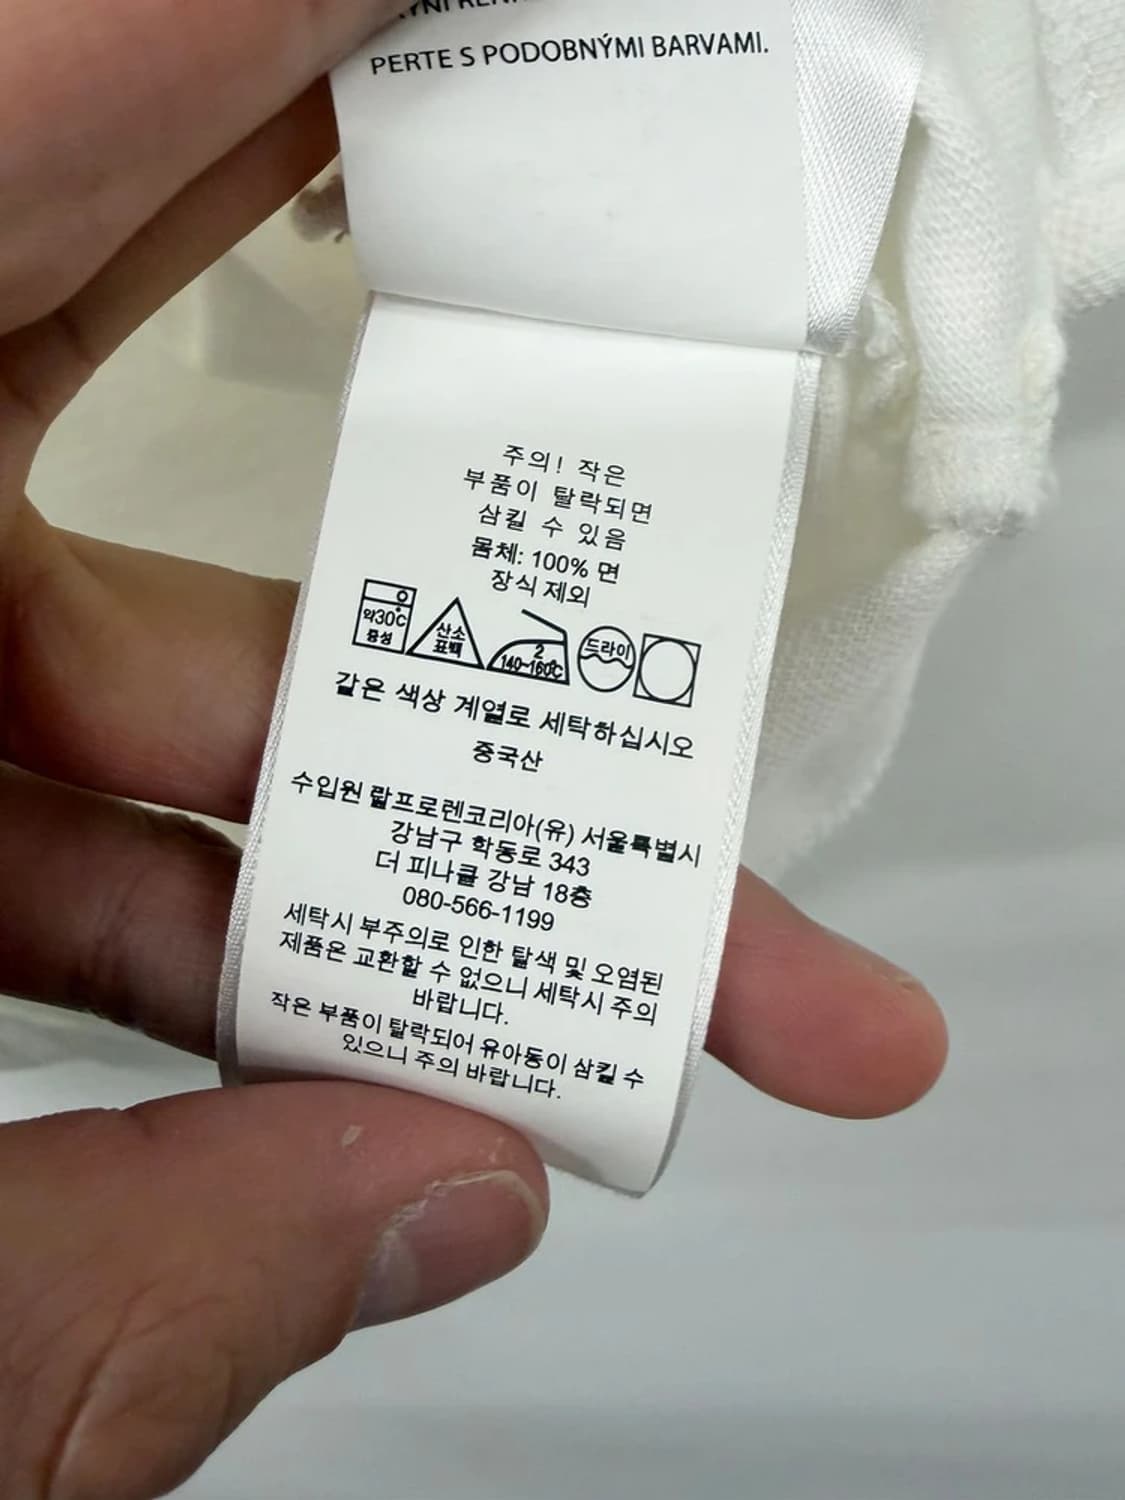 PERTE S PODOBNÝMI BARVAMI.
주의! 작은
부품이 탈락되면
삼킬 수 있음
몸체: 100% 면
장식 제외
약30℃
중성
산소
표백
2
140~160℃
드라이
같은 색상 계열로 세탁하십시오
중국산
수입원 랄프로렌코리아(유) 서울특별시
강남구 학동로 343
더 피나클 강남 18층
080-566-1199
세탁시 부주의로 인한 탈색 및 오염된
제품은 교환할 수 없으니 세탁시 주의
바랍니다.
작은 부품이 탈락되어 유아동이 삼킬 수
있으니 주의 바랍니다.